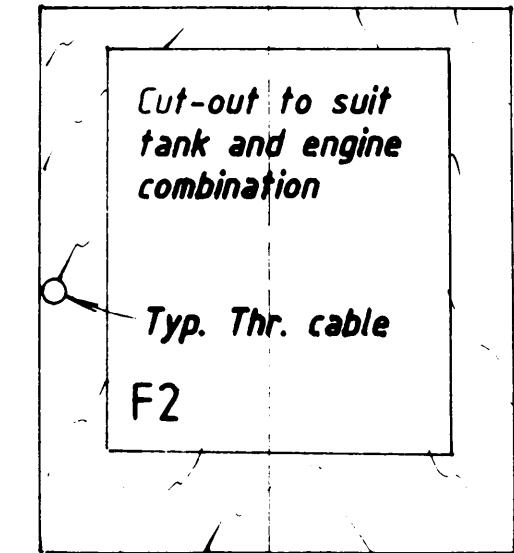 Cut-out to suit
tank and engine
combination
Typ. Thr. cable
F2